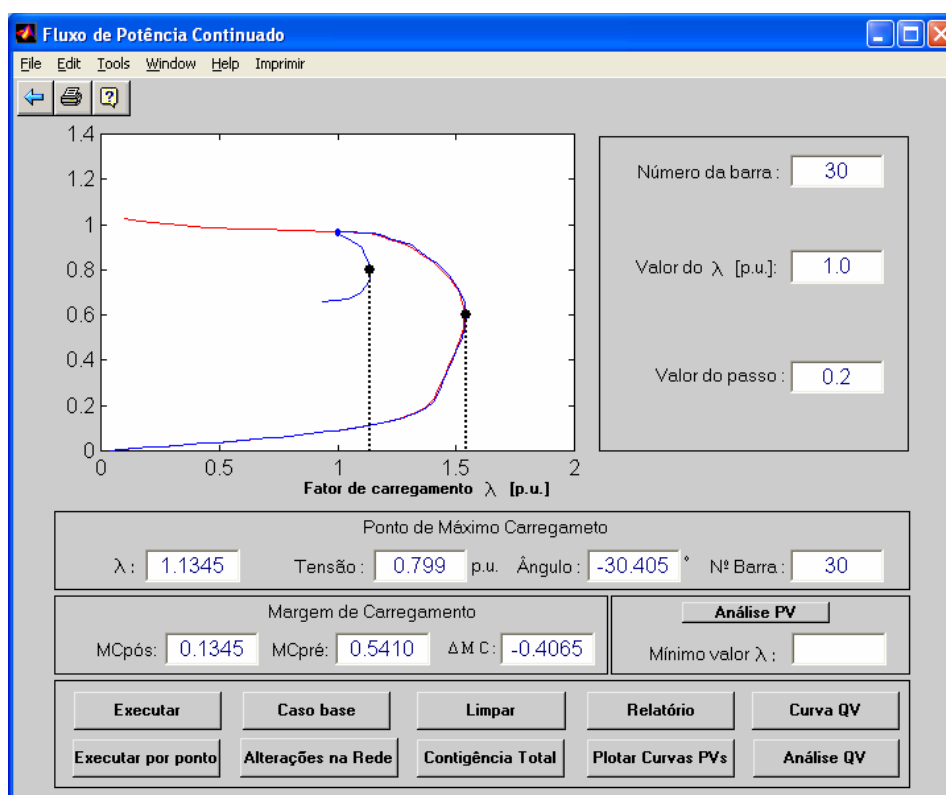 Fluxo de Potência Continuado
File Edit Tools Window Help Imprimir
1.4
1.2
1
0.8
0.6
0.4
0.2
0
0 0.5 1 1.5 2
Fator de carregamento λ [p.u.]
Número da barra : 30
Valor do λ [p.u.]: 1.0
Valor do passo : 0.2
Ponto de Máximo Carregameto
λ : 1.1345 Tensão : 0.799 p.u. Ângulo : -30.405 ° Nº Barra : 30
Margem de Carregamento
MCpós: 0.1345 MCpré: 0.5410 Δ M C : -0.4065
Análise PV
Mínimo valor λ :
Executar Caso base Limpar Relatório Curva QV
Executar por ponto Alterações na Rede Contigência Total Plotar Curvas PVs Análise QV